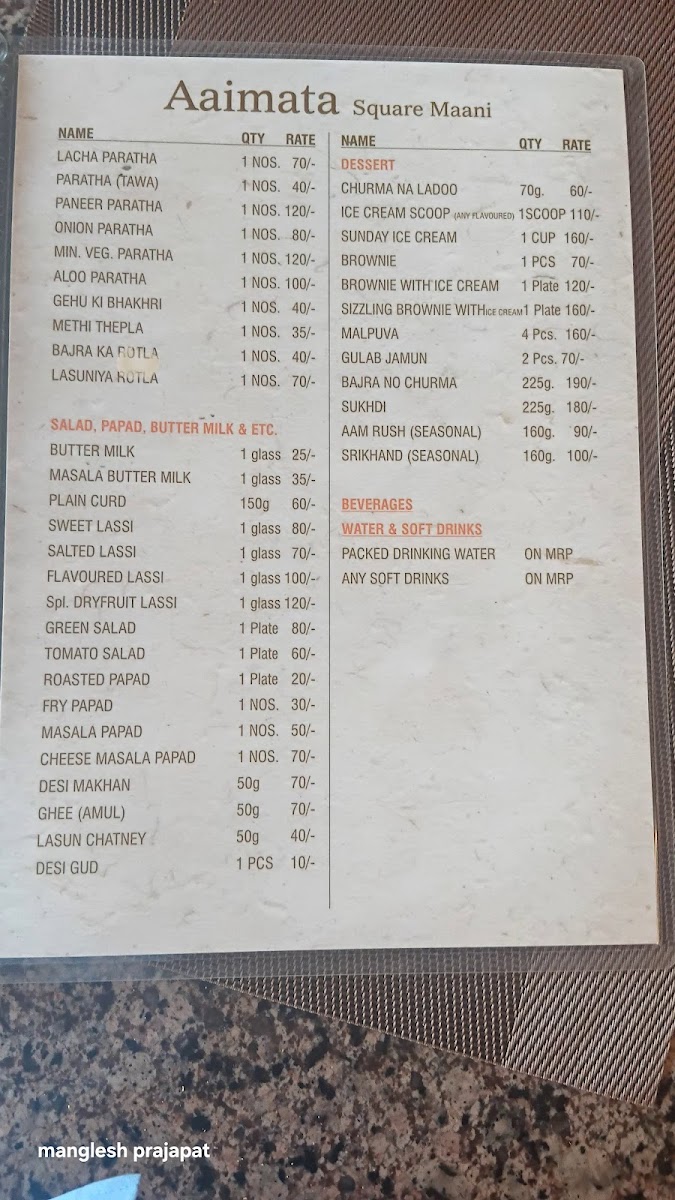 Aaimata Square Maani
NAME QTY RATE
LACHA PARATHA 1 NOS. 70/-
PARATHA (TAWA) 1 NOS. 40/-
PANEER PARATHA 1 NOS. 120/-
ONION PARATHA 1 NOS. 80/-
MIN. VEG. PARATHA 1 NOS. 120/-
ALOO PARATHA 1 NOS. 100/-
GEHU KI BHAKHRI 1 NOS. 40/-
METHI THEPLA 1 NOS. 35/-
BAJRA KA ROTLA 1 NOS. 40/-
LASUNIYA ROTLA 1 NOS. 70/-
SALAD, PAPAD, BUTTER MILK & ETC.
BUTTER MILK 1 glass 25/-
MASALA BUTTER MILK 1 glass 35/-
PLAIN CURD 150g 60/-
SWEET LASSI 1 glass 80/-
SALTED LASSI 1 glass 70/-
FLAVOURED LASSI 1 glass 100/-
Spl. DRYFRUIT LASSI 1 glass 120/-
GREEN SALAD 1 Plate 80/-
TOMATO SALAD 1 Plate 60/-
ROASTED PAPAD 1 Plate 20/-
FRY PAPAD 1 NOS. 30/-
MASALA PAPAD 1 NOS. 50/-
CHEESE MASALA PAPAD 1 NOS. 70/-
DESI MAKHAN 50g 70/-
GHEE (AMUL) 50g 70/-
LASUN CHATNEY 50g 40/-
DESI GUD 1 PCS 10/-
NAME QTY RATE
DESSERT
CHURMA NA LADOO 70g. 60/-
ICE CREAM SCOOP (ANY FLAVOURED) 1SCOOP 110/-
SUNDAY ICE CREAM 1 CUP 160/-
BROWNIE 1 PCS 70/-
BROWNIE WITH ICE CREAM 1 Plate 120/-
SIZZLING BROWNIE WITH ICE CREAM 1 Plate 160/-
MALPUVA 4 Pcs. 160/-
GULAB JAMUN 2 Pcs. 70/-
BAJRA NO CHURMA 225g. 190/-
SUKHDI 225g. 180/-
AAM RUSH (SEASONAL) 160g. 90/-
SRIKHAND (SEASONAL) 160g. 100/-
BEVERAGES
WATER & SOFT DRINKS
PACKED DRINKING WATER ON MRP
ANY SOFT DRINKS ON MRP
manglesh prajapat